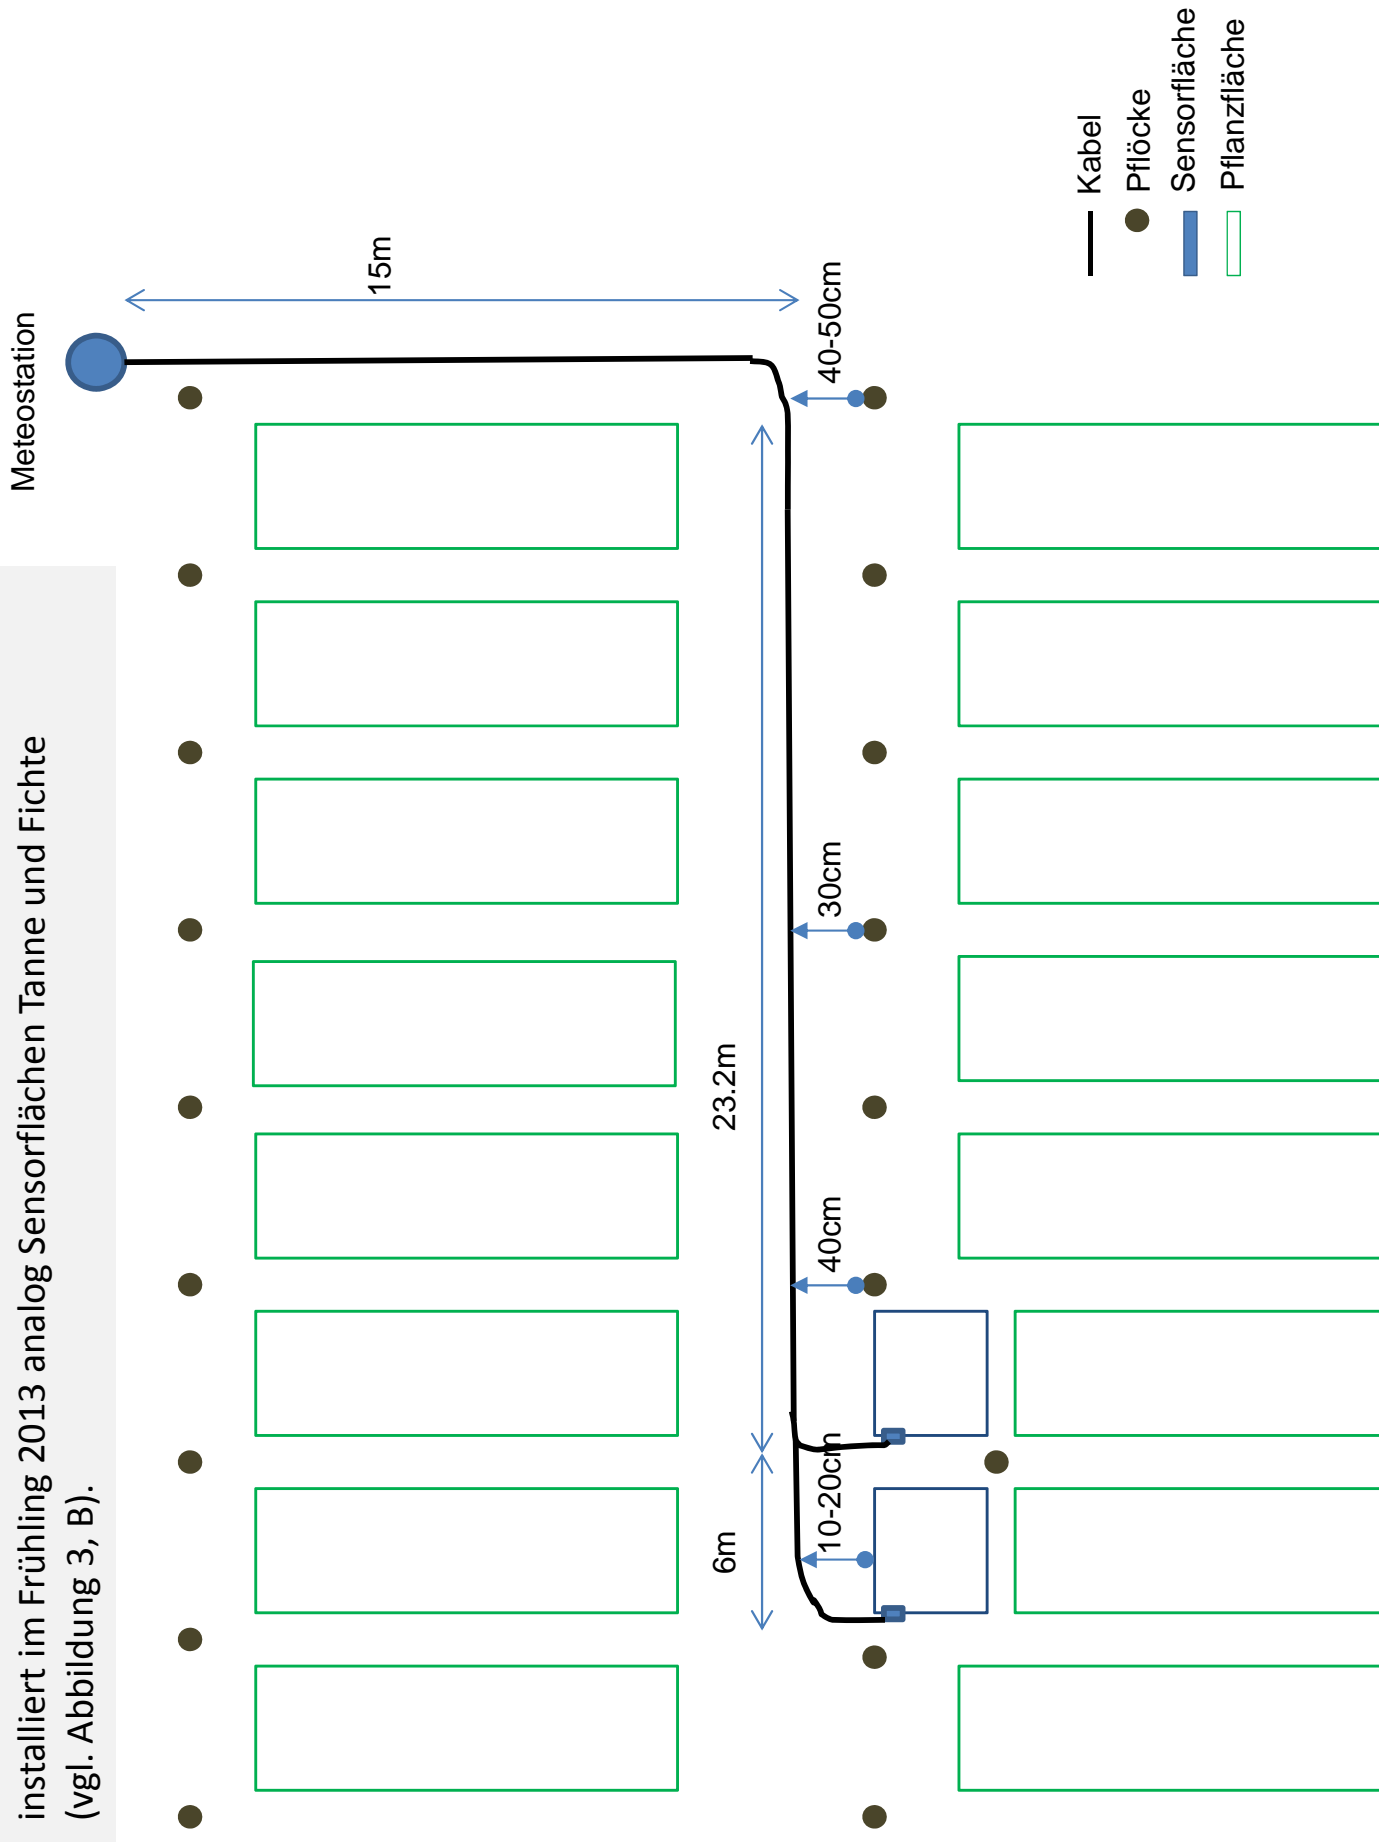 installiert im Frühling 2013 analog Sensorflächen Tanne und Fichte
(vgl. Abbildung 3, B).
Meteostation
15m
6m
23.2m
10-20cm
40cm
30cm
40-50cm
Kabel
Pflöcke
Sensorfläche
Pflanzfläche